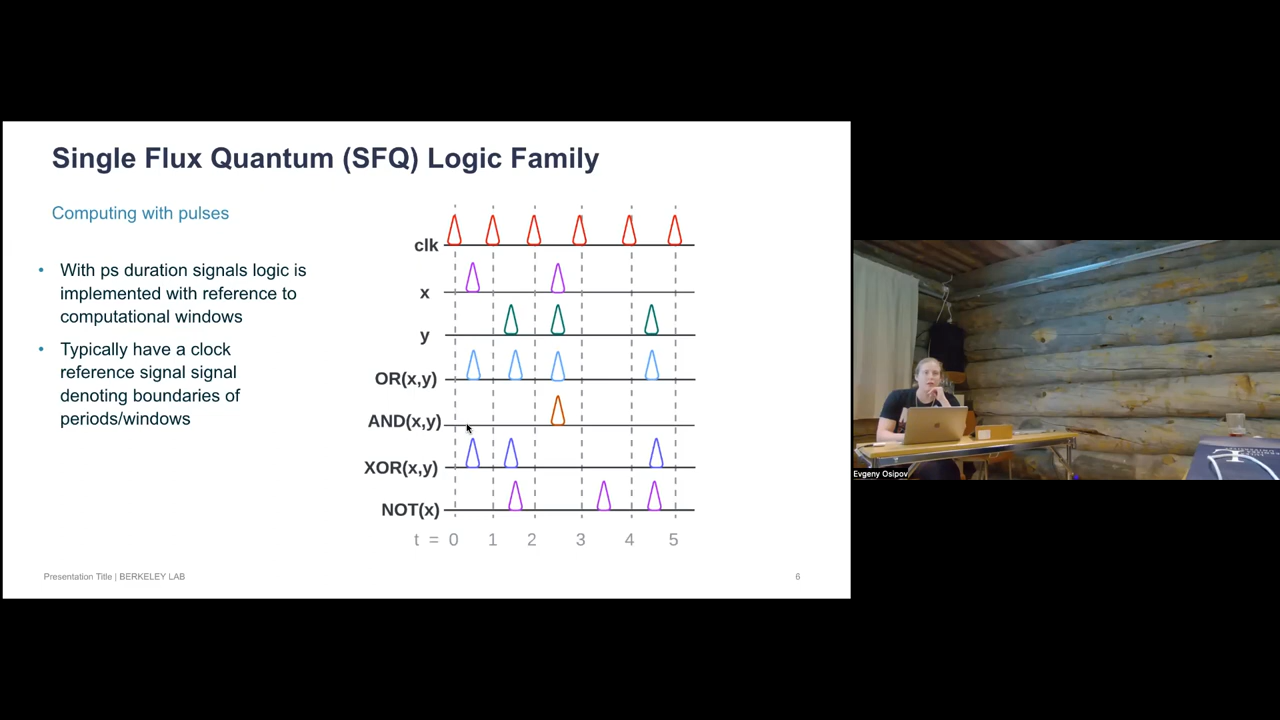 Single Flux Quantum (SFQ) Logic Family
Computing with pulses
• With ps duration signals logic is
implemented with reference to
computational windows
• Typically have a clock
reference signal signal
denoting boundaries of
periods/windows
clk
x
y
OR(x,y)
AND(x,y)
XOR(x,y)
NOT(x)
t = 0 1 2 3 4 5
Presentation Title | BERKELEY LAB
6
Evgeny Osipov